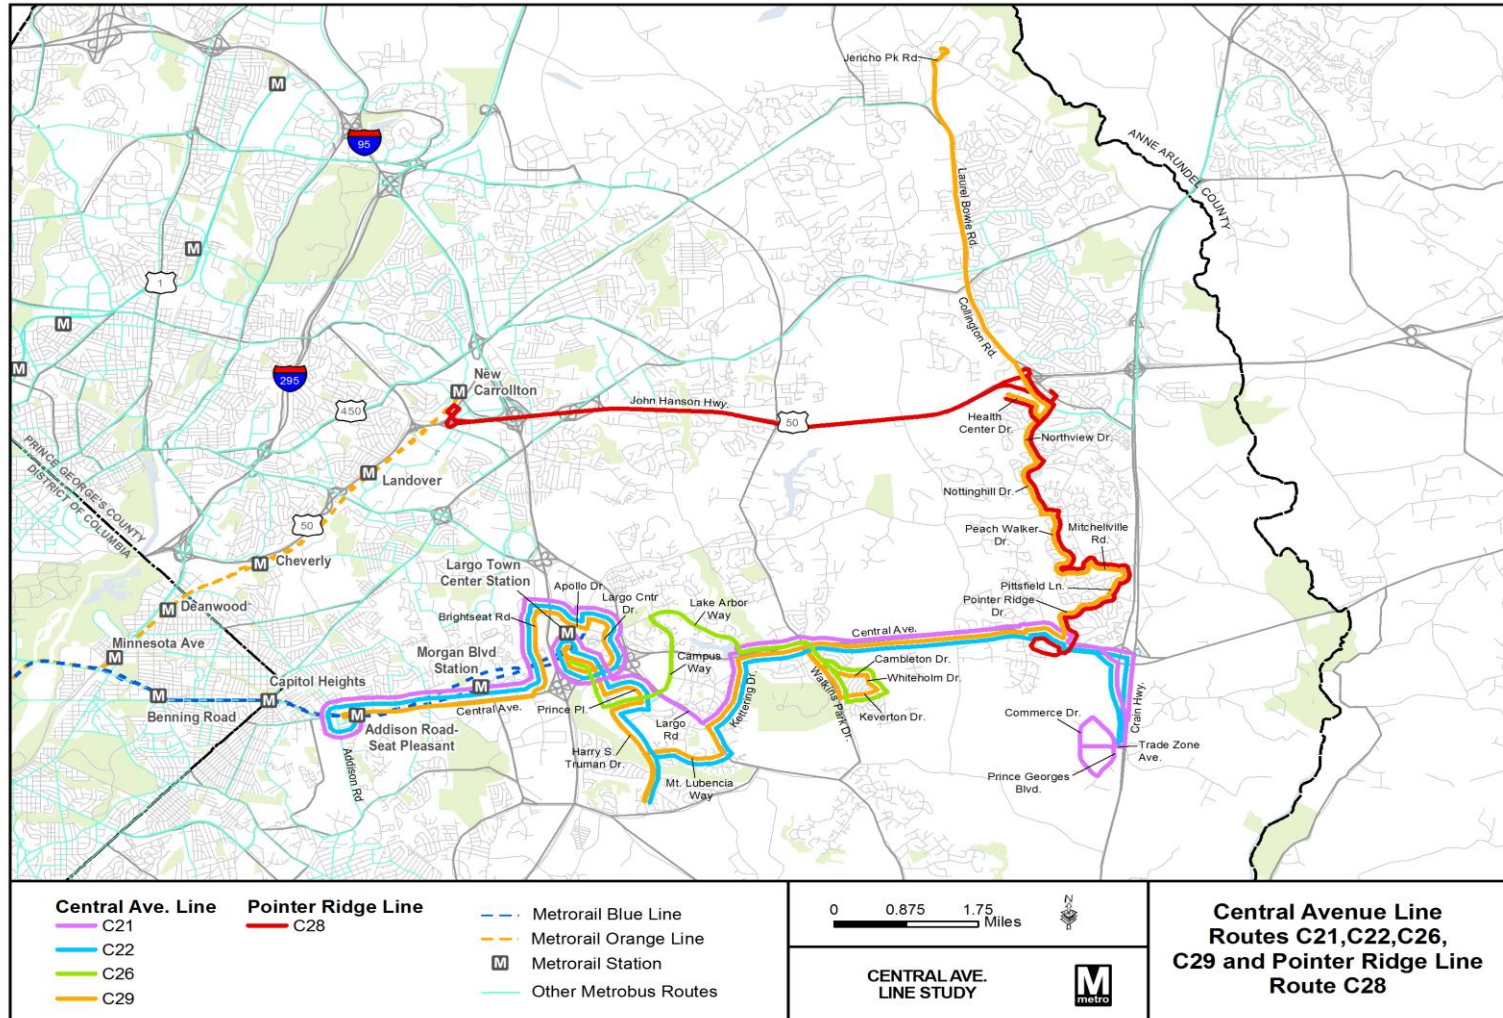 Jericho Pk Rd.
95
ANNE ARUNDEL COUNTY
Laurel Bowie Rd.
M
M
1
M
M
295
450
New
Carrollton
M
Collington Rd.
John Hanson Hwy.
50
Health
Center Dr.
Northview Dr.
Landover
M
Nottinghill Dr.
PRINCE GEORGE'S COUNTY
DISTRICT OF COLUMBIA
50
Peach Walker
Dr.
Mitchellville
Rd.
Cheverly
M
Largo Town
Center Station
Apollo Dr.
Largo Cntr
Dr.
Pittsfield Ln.
Pointer Ridge
Dr.
Deanwood
M
Brightseat Rd
Lake Arbor
Way
M
Central Ave.
Minnesota Ave
M
Morgan Blvd
Station
M
Campus
Way
Cambleton Dr.
Whiteholm Dr.
Capitol Heights
M
Benning Road
M
Central Ave.
Prince Pl.
Kettering Dr.
Watkins Park Dr.
Keverton Dr.
Crain Hwy.
Commerce Dr.
Addison Road-
Seat Pleasant
M
Largo
Rd
Trade Zone
Ave.
Addison Rd
Harry S.
Truman Dr.
Mt. Lubencia
Way
Prince Georges
Blvd.
Central Ave. Line
C21
C22
C26
C29
Pointer Ridge Line
C28
Metrorail Blue Line
Metrorail Orange Line
M Metrorail Station
Other Metrobus Routes
0 0.875 1.75
Miles
N
CENTRAL AVE.
LINE STUDY
M
metro
Central Avenue Line
Routes C21,C22,C26,
C29 and Pointer Ridge Line
Route C28